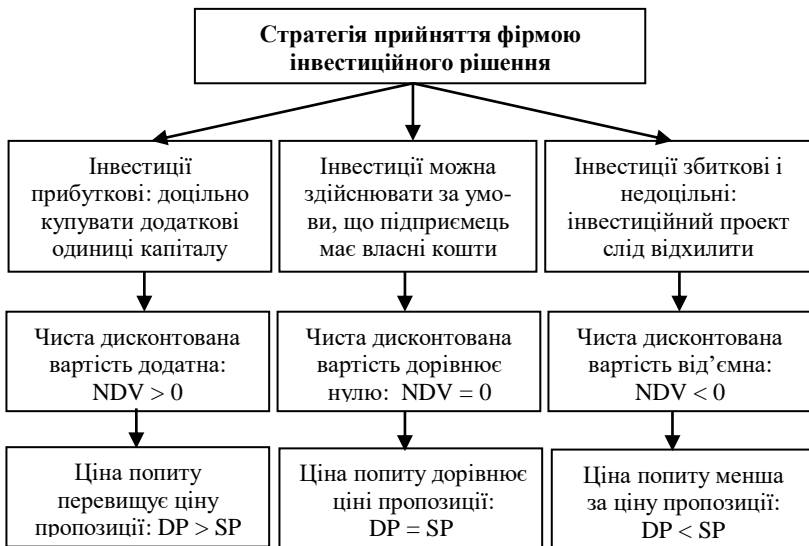 Стратегія прийняття фірмою
інвестиційного рішення
Інвестиції
прибуткові: доцільно
купувати додаткові
одиниці капіталу
Інвестиції можна
здійснювати за умо-
ви, що підприємець
має власні кошти
Інвестиції збиткові і
недоцільні:
інвестиційний проект
слід відхилити
Чиста дисконтована
вартість додатна:
NDV > 0
Чиста дисконтована
вартість дорівнює
нулю: NDV = 0
Чиста дисконтована
вартість від’ємна:
NDV < 0
Ціна попиту
перевищує ціну
пропозиції: DP > SP
Ціна попиту дорівнює
ціні пропозиції:
DP = SP
Ціна попиту менша
за ціну пропозиції:
DP < SP